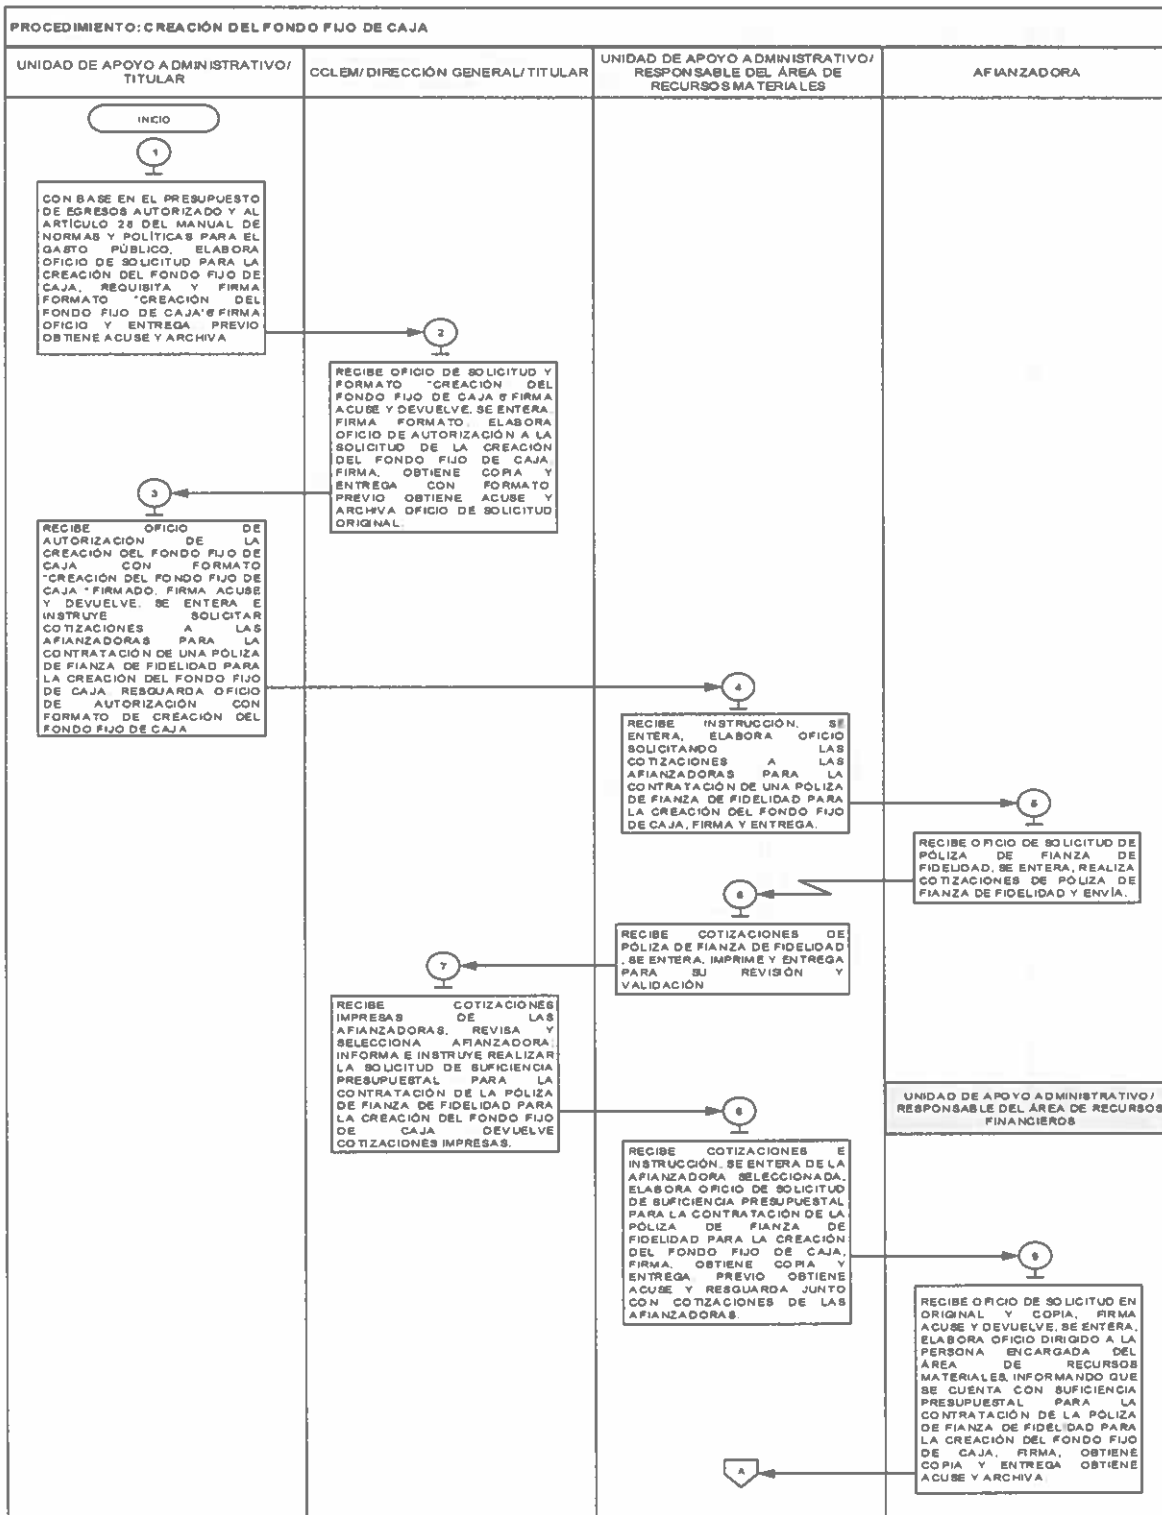 PROCEDIMIENTO: CREACIÓN DEL FONDO FIJO DE CAJA
UNIDAD DE APOYO ADMINISTRATIVO/
TITULAR
CCLEM/DIRECCIÓN GENERAL/TITULAR
UNIDAD DE APOYO ADMINISTRATIVO/
RESPONSABLE DEL ÁREA DE
RECURSOS MATERIALES
AFIANZADORA
INICIO
1
CON BASE EN EL PRESUPUESTO
DE EGRESOS AUTORIZADO Y AL
ARTÍCULO 28 DEL MANUAL DE
NORMAS Y POLÍTICAS PARA EL
GASTO PÚBLICO, ELABORA
OFICIO DE SOLICITUD PARA LA
CREACIÓN DEL FONDO FIJO DE
CAJA, REQUISITA Y FIRMA
FORMATO "CREACIÓN DEL
FONDO FIJO DE CAJA" FIRMA
OFICIO Y ENTREGA PREVIO
OBTIENE ACUSE Y ARCHIVA
2
RECIBE OFICIO DE SOLICITUD Y
FORMATO "CREACIÓN DEL
FONDO FIJO DE CAJA FIRMA
ACUSE Y DEVUELVE, SE ENTERA,
FIRMA FORMATO, ELABORA
OFICIO DE AUTORIZACIÓN A LA
SOLICITUD DE LA CREACIÓN
DEL FONDO FIJO DE CAJA,
FIRMA, OBTIENE COPIA Y
ENTREGA CON FORMATO
PREVIO OBTIENE ACUSE Y
ARCHIVA OFICIO DE SOLICITUD
ORIGINAL.
3
RECIBE OFICIO DE
AUTORIZACIÓN DE LA
CREACIÓN DEL FONDO FIJO DE
CAJA CON FORMATO
"CREACIÓN DEL FONDO FIJO DE
CAJA " FIRMADO, FIRMA ACUSE
Y DEVUELVE, SE ENTERA E
INSTRUYE SOLICITAR
COTIZACIONES A LAS
AFIANZADORAS PARA LA
CONTRATACIÓN DE UNA PÓLIZA
DE FIANZA DE FIDELIDAD PARA
LA CREACIÓN DEL FONDO FIJO
DE CAJA. RESGUARDA OFICIO
DE AUTORIZACIÓN CON
FORMATO DE CREACIÓN DEL
FONDO FIJO DE CAJA
4
RECIBE INSTRUCCIÓN, SE
ENTERA, ELABORA OFICIO
SOLICITANDO LAS
COTIZACIONES A LAS
AFIANZADORAS PARA LA
CONTRATACIÓN DE UNA PÓLIZA
DE FIANZA DE FIDELIDAD PARA
LA CREACIÓN DEL FONDO FIJO
DE CAJA, FIRMA Y ENTREGA.
5
RECIBE OFICIO DE SOLICITUD DE
PÓLIZA DE FIANZA DE
FIDELIDAD, SE ENTERA, REALIZA
COTIZACIONES DE PÓLIZA DE
FIANZA DE FIDELIDAD Y ENVÍA.
6
RECIBE COTIZACIONES DE
PÓLIZA DE FIANZA DE FIDELIDAD
, SE ENTERA, IMPRIME Y ENTREGA
PARA SU REVISIÓN Y
VALIDACIÓN
7
RECIBE COTIZACIONES
IMPRESAS DE LAS
AFIANZADORAS, REVISA Y
SELECCIONA AFIANZADORA,
INFORMA E INSTRUYE REALIZAR
LA SOLICITUD DE SUFICIENCIA
PRESUPUESTAL PARA LA
CONTRATACIÓN DE LA PÓLIZA
DE FIANZA DE FIDELIDAD PARA
LA CREACIÓN DEL FONDO FIJO
DE CAJA DEVUELVE
COTIZACIONES IMPRESAS.
UNIDAD DE APOYO ADMINISTRATIVO/
RESPONSABLE DEL ÁREA DE RECURSOS
FINANCIEROS
8
RECIBE COTIZACIONES E
INSTRUCCIÓN, SE ENTERA DE LA
AFIANZADORA SELECCIONADA,
ELABORA OFICIO DE SOLICITUD
DE SUFICIENCIA PRESUPUESTAL
PARA LA CONTRATACIÓN DE LA
PÓLIZA DE FIANZA DE
FIDELIDAD PARA LA CREACIÓN
DEL FONDO FIJO DE CAJA,
FIRMA, OBTIENE COPIA Y
ENTREGA PREVIO OBTIENE
ACUSE Y RESGUARDA JUNTO
CON COTIZACIONES DE LAS
AFIANZADORAS.
9
RECIBE OFICIO DE SOLICITUD EN
ORIGINAL Y COPIA, FIRMA
ACUSE Y DEVUELVE, SE ENTERA,
ELABORA OFICIO DIRIGIDO A LA
PERSONA ENCARGADA DEL
ÁREA DE RECURSOS
MATERIALES, INFORMANDO QUE
SE CUENTA CON SUFICIENCIA
PRESUPUESTAL PARA LA
CONTRATACIÓN DE LA PÓLIZA
DE FIANZA DE FIDELIDAD PARA
LA CREACIÓN DEL FONDO FIJO
DE CAJA, FIRMA, OBTIENE
COPIA Y ENTREGA OBTIENE
ACUSE Y ARCHIVA.
A